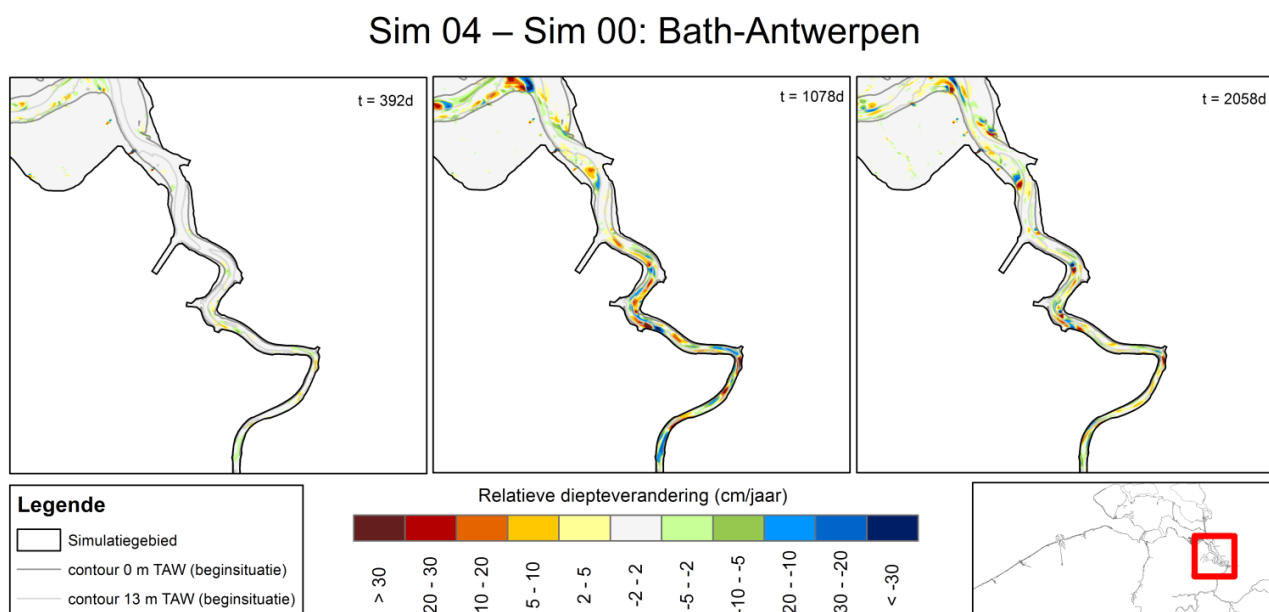 Sim 04 – Sim 00: Bath-Antwerpen
t = 392d
t = 1078d
t = 2058d
Legende
Simulatiegebied
contour 0 m TAW (beginsituatie)
contour 13 m TAW (beginsituatie)
Relatieve diepteverandering (cm/jaar)
> 30
20 - 30
10 - 20
5 - 10
2 - 5
-2 - 2
-5 - -2
-10 - -5
-20 - -10
-30 - -20
< -30